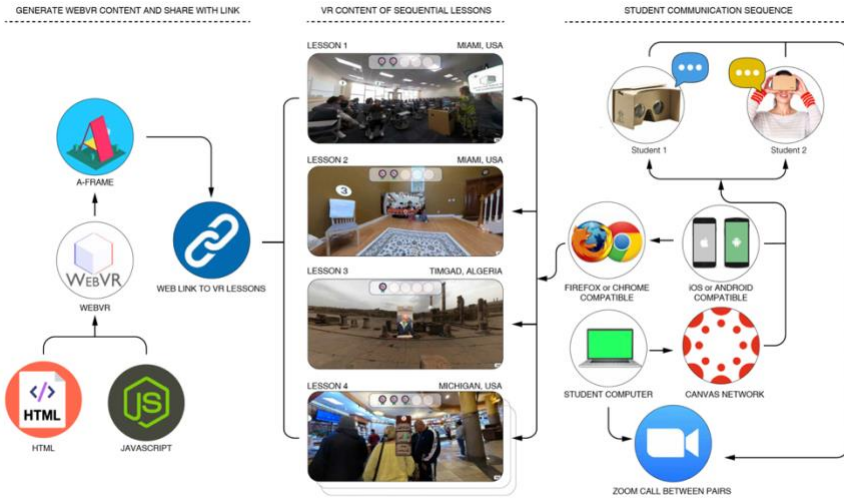 GENERATE WEBVR CONTENT AND SHARE WITH LINK
A-FRAME
WEBVR
WEBVR
WEB LINK TO VR LESSONS
</>
HTML
HTML
JS
JAVASCRIPT
VR CONTENT OF SEQUENTIAL LESSONS
LESSON 1 MIAMI, USA
LESSON 2 MIAMI, USA
3
LESSON 3 TIMGAD, ALGERIA
LESSON 4 MICHIGAN, USA
STUDENT COMMUNICATION SEQUENCE
Student 1
Student 2
FIREFOX or CHROME
COMPATIBLE
iOS or ANDROID
COMPATIBLE
STUDENT COMPUTER
CANVAS NETWORK
ZOOM CALL BETWEEN PAIRS